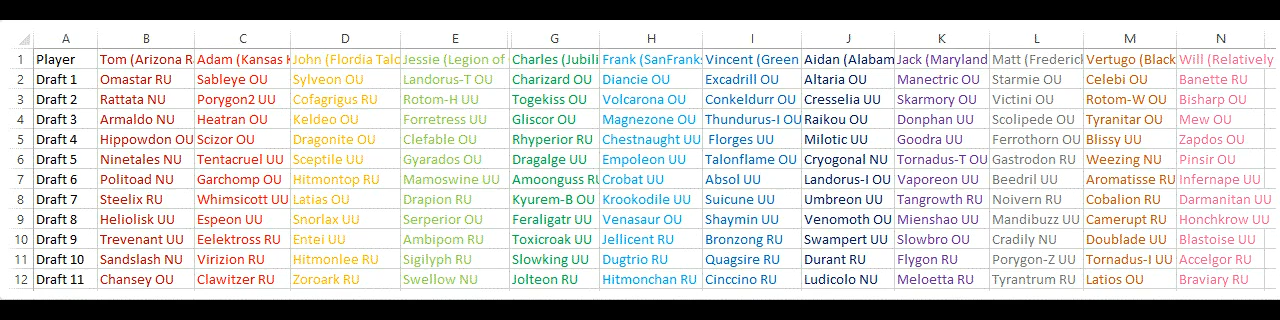 A B C D E G H I J K L M N
1 Player Tom (Arizona R Adam (Kansas K John (Flordia Talo Jessie (Legion of Charles (Jubili Frank (SanFranks Vincent (Green Aidan (Alabam Jack (Maryland Matt (Frederic Vertugo (Black Will (Relatively
2 Draft 1 Omastar RU Sableye OU Sylveon OU Landorus-T OU Charizard OU Diancie OU Excadrill OU Altaria OU Manectric OU Starmie OU Celebi OU Banette RU
3 Draft 2 Rattata NU Porygon2 UU Cofagrigus RU Rotom-H UU Togekiss OU Volcarona OU Conkeldurr OU Cresselia UU Skarmory OU Victini OU Rotom-W OU Bisharp OU
4 Draft 3 Armaldo NU Heatran OU Keldeo OU Forretress UU Gliscor OU Magnezone OU Thundurus-I OU Raikou OU Donphan UU Scolipede OU Tyranitar OU Mew OU
5 Draft 4 Hippowdon OU Scizor OU Dragonite OU Clefable OU Rhyperior RU Chestnaught UU Florges UU Milotic UU Goodra UU Ferrothorn OU Blissy UU Zapdos OU
6 Draft 5 Ninetales NU Tentacruel UU Sceptile UU Gyarados OU Dragalge UU Empoleon UU Talonflame OU Cryogonal NU Tornadus-T OU Gastrodon RU Weezing NU Pinsir OU
7 Draft 6 Politoad NU Garchomp OU Hitmontop RU Mamoswine UU Amoonguss RU Crobat UU Absol UU Landorus-I OU Vaporeon UU Beedril UU Aromatisse RU Infernape UU
8 Draft 7 Steelix RU Whimsicott UU Latias OU Drapion RU Kyurem-B OU Krookodile UU Suicune UU Umbreon UU Tangrowth RU Noivern RU Cobalion RU Darmanitan UU
9 Draft 8 Heliolisk UU Espeon UU Snorlax UU Serperior OU Feraligatr UU Venasaur OU Shaymin UU Venomoth OU Mienshao UU Mandibuzz UU Camerupt RU Honchkrow UU
10 Draft 9 Trevenant UU Eelektross RU Entei UU Ambipom RU Toxicroak UU Jellicent RU Bronzong RU Swampert UU Slowbro OU Cradily NU Doublade UU Blastoise UU
11 Draft 10 Sandslash NU Virizion RU Hitmonlee RU Sigilyph RU Slowking UU Dugtrio RU Quagsire RU Durant RU Flygon RU Porygon-Z UU Tornadus-I UU Accelgor RU
12 Draft 11 Chansey OU Clawitzer RU Zoroark RU Swellow NU Jolteon RU Hitmonchan RU Cinccino RU Ludicolo NU Meloetta RU Tyrantrum RU Latios OU Braviary RU